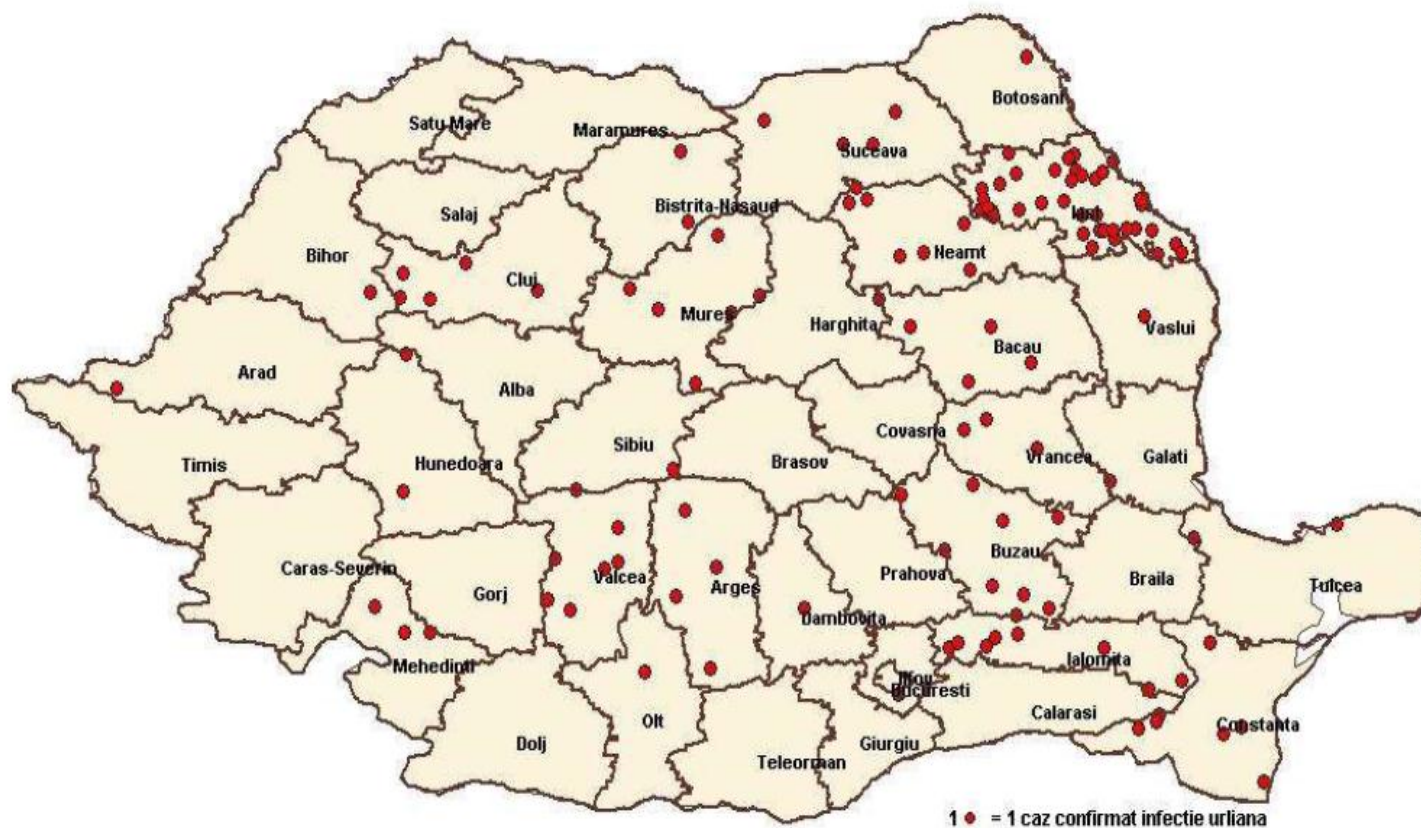 Botosani
Satu Mare
Maramures
Suceava
Salaj
Bistrita-Nasaud
Iasi
Bihor
Cluj
Neamt
Mures
Harghita
Vaslui
Bacau
Arad
Alba
Covasna
Sibiu
Vrancea
Galati
Timis
Hunedoara
Brasov
Buzau
Caras-Severin
Valcea
Prahova
Braila
Gorj
Arges
Tulcea
Dambovita
Mehedinti
Ialomita
Ilfov
Bucuresti
Calarasi
Olt
Constanta
Dolj
Giurgiu
Teleorman
1 ● = 1 caz confirmat infectie urliana